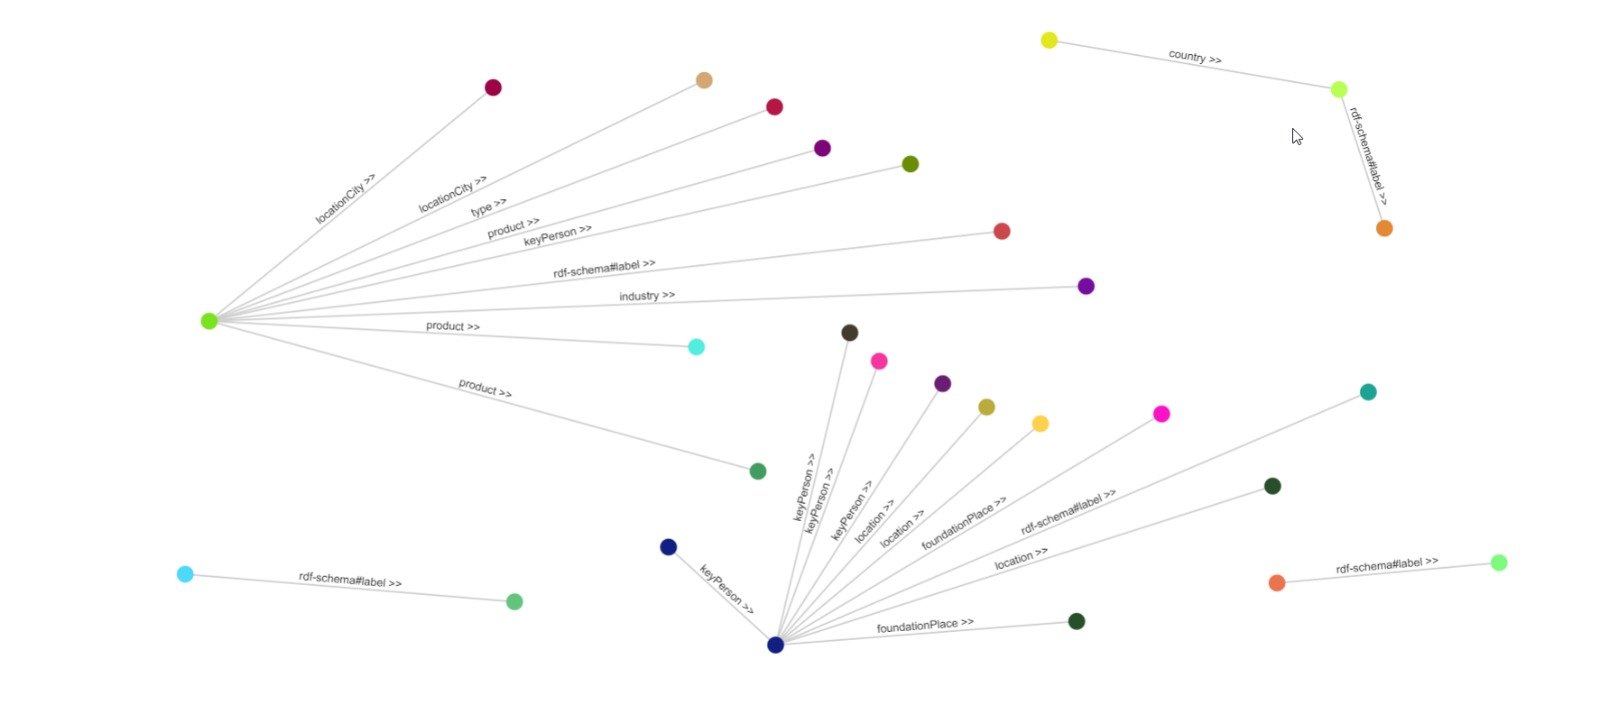 country >>
rdf-schema#label >>
locationCity >>
locationCity >>
type >>
product >>
keyPerson >>
rdf-schema#label >>
industry >>
product >>
product >>
keyPerson >>
keyPerson >>
keyPerson >>
location >>
location >>
foundationPlace >>
rdf-schema#label >>
location >>
keyPerson >>
foundationPlace >>
rdf-schema#label >>
rdf-schema#label >>